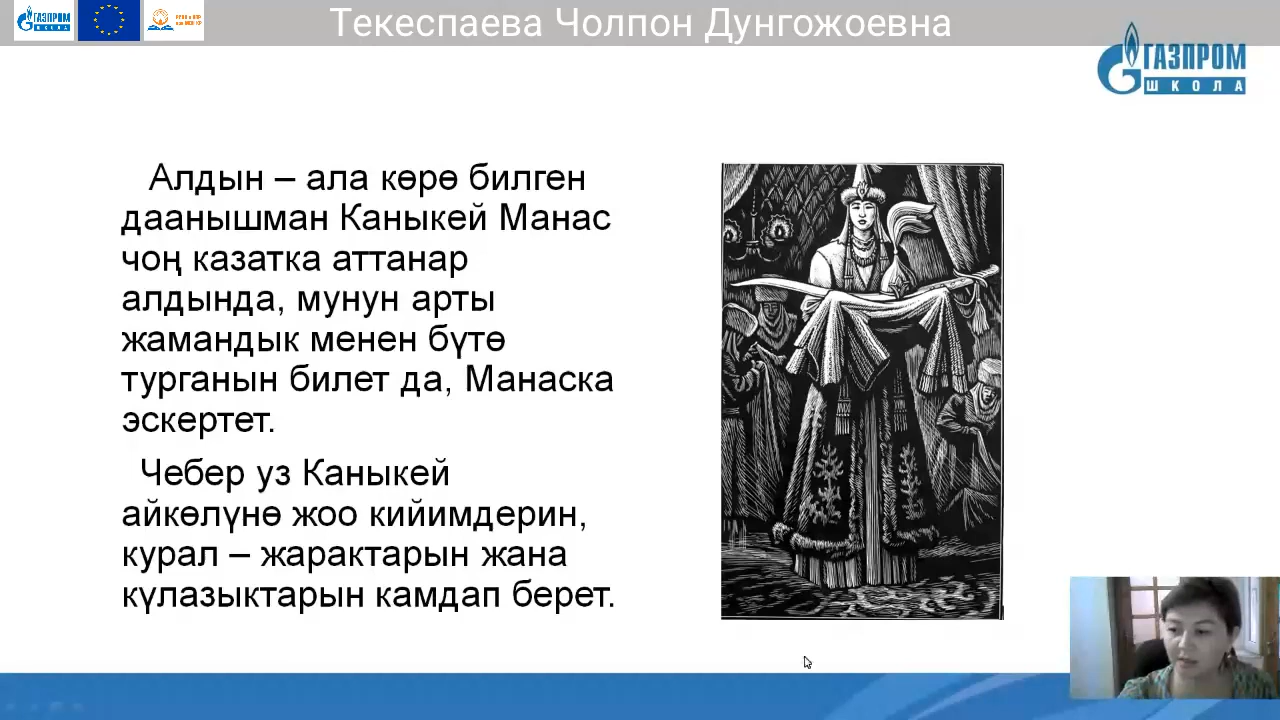 ГАЗПРОМ
ШКОЛА
Текеспаева Чолпон Дунгожоевна
ГАЗПРОМ
ШКОЛА
Алдын – ала көрө билген
даанышман Каныкей Манас
чоң казатка аттанар
алдында, мунун арты
жамандык менен бүтө
турганын билет да, Манаска
эскертет.
Чебер уз Каныкей
айкөлүнө жоо кийимдерин,
курал – жарактарын жана
күлазыктарын камдап берет.